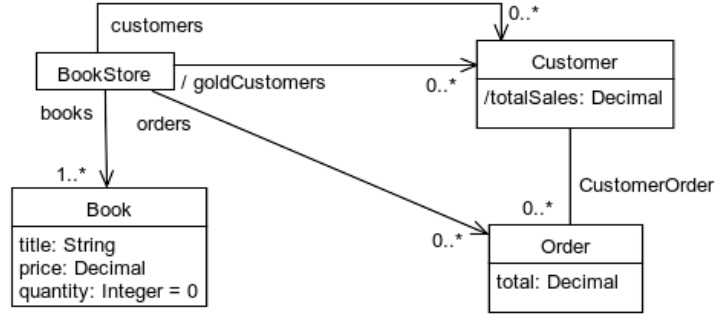 customers
0..*
BookStore
/ goldCustomers
0..*
Customer
/totalSales: Decimal
books
orders
1..*
CustomerOrder
0..*
Book
title: String
price: Decimal
quantity: Integer = 0
0..*
Order
total: Decimal